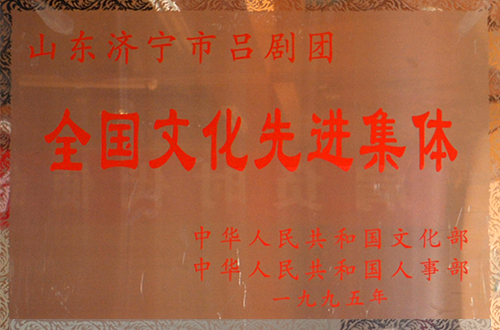 山东济宁市吕剧团
全国文化先进集体
中华人民共和国文化部
中华人民共和国人事部
一九九五年